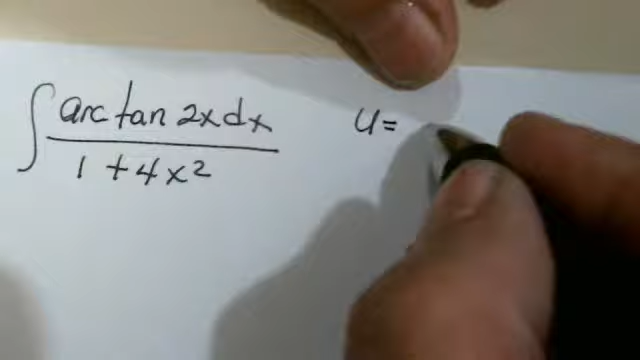 ∫ arc tan 2x dx / 1 + 4x²
u =